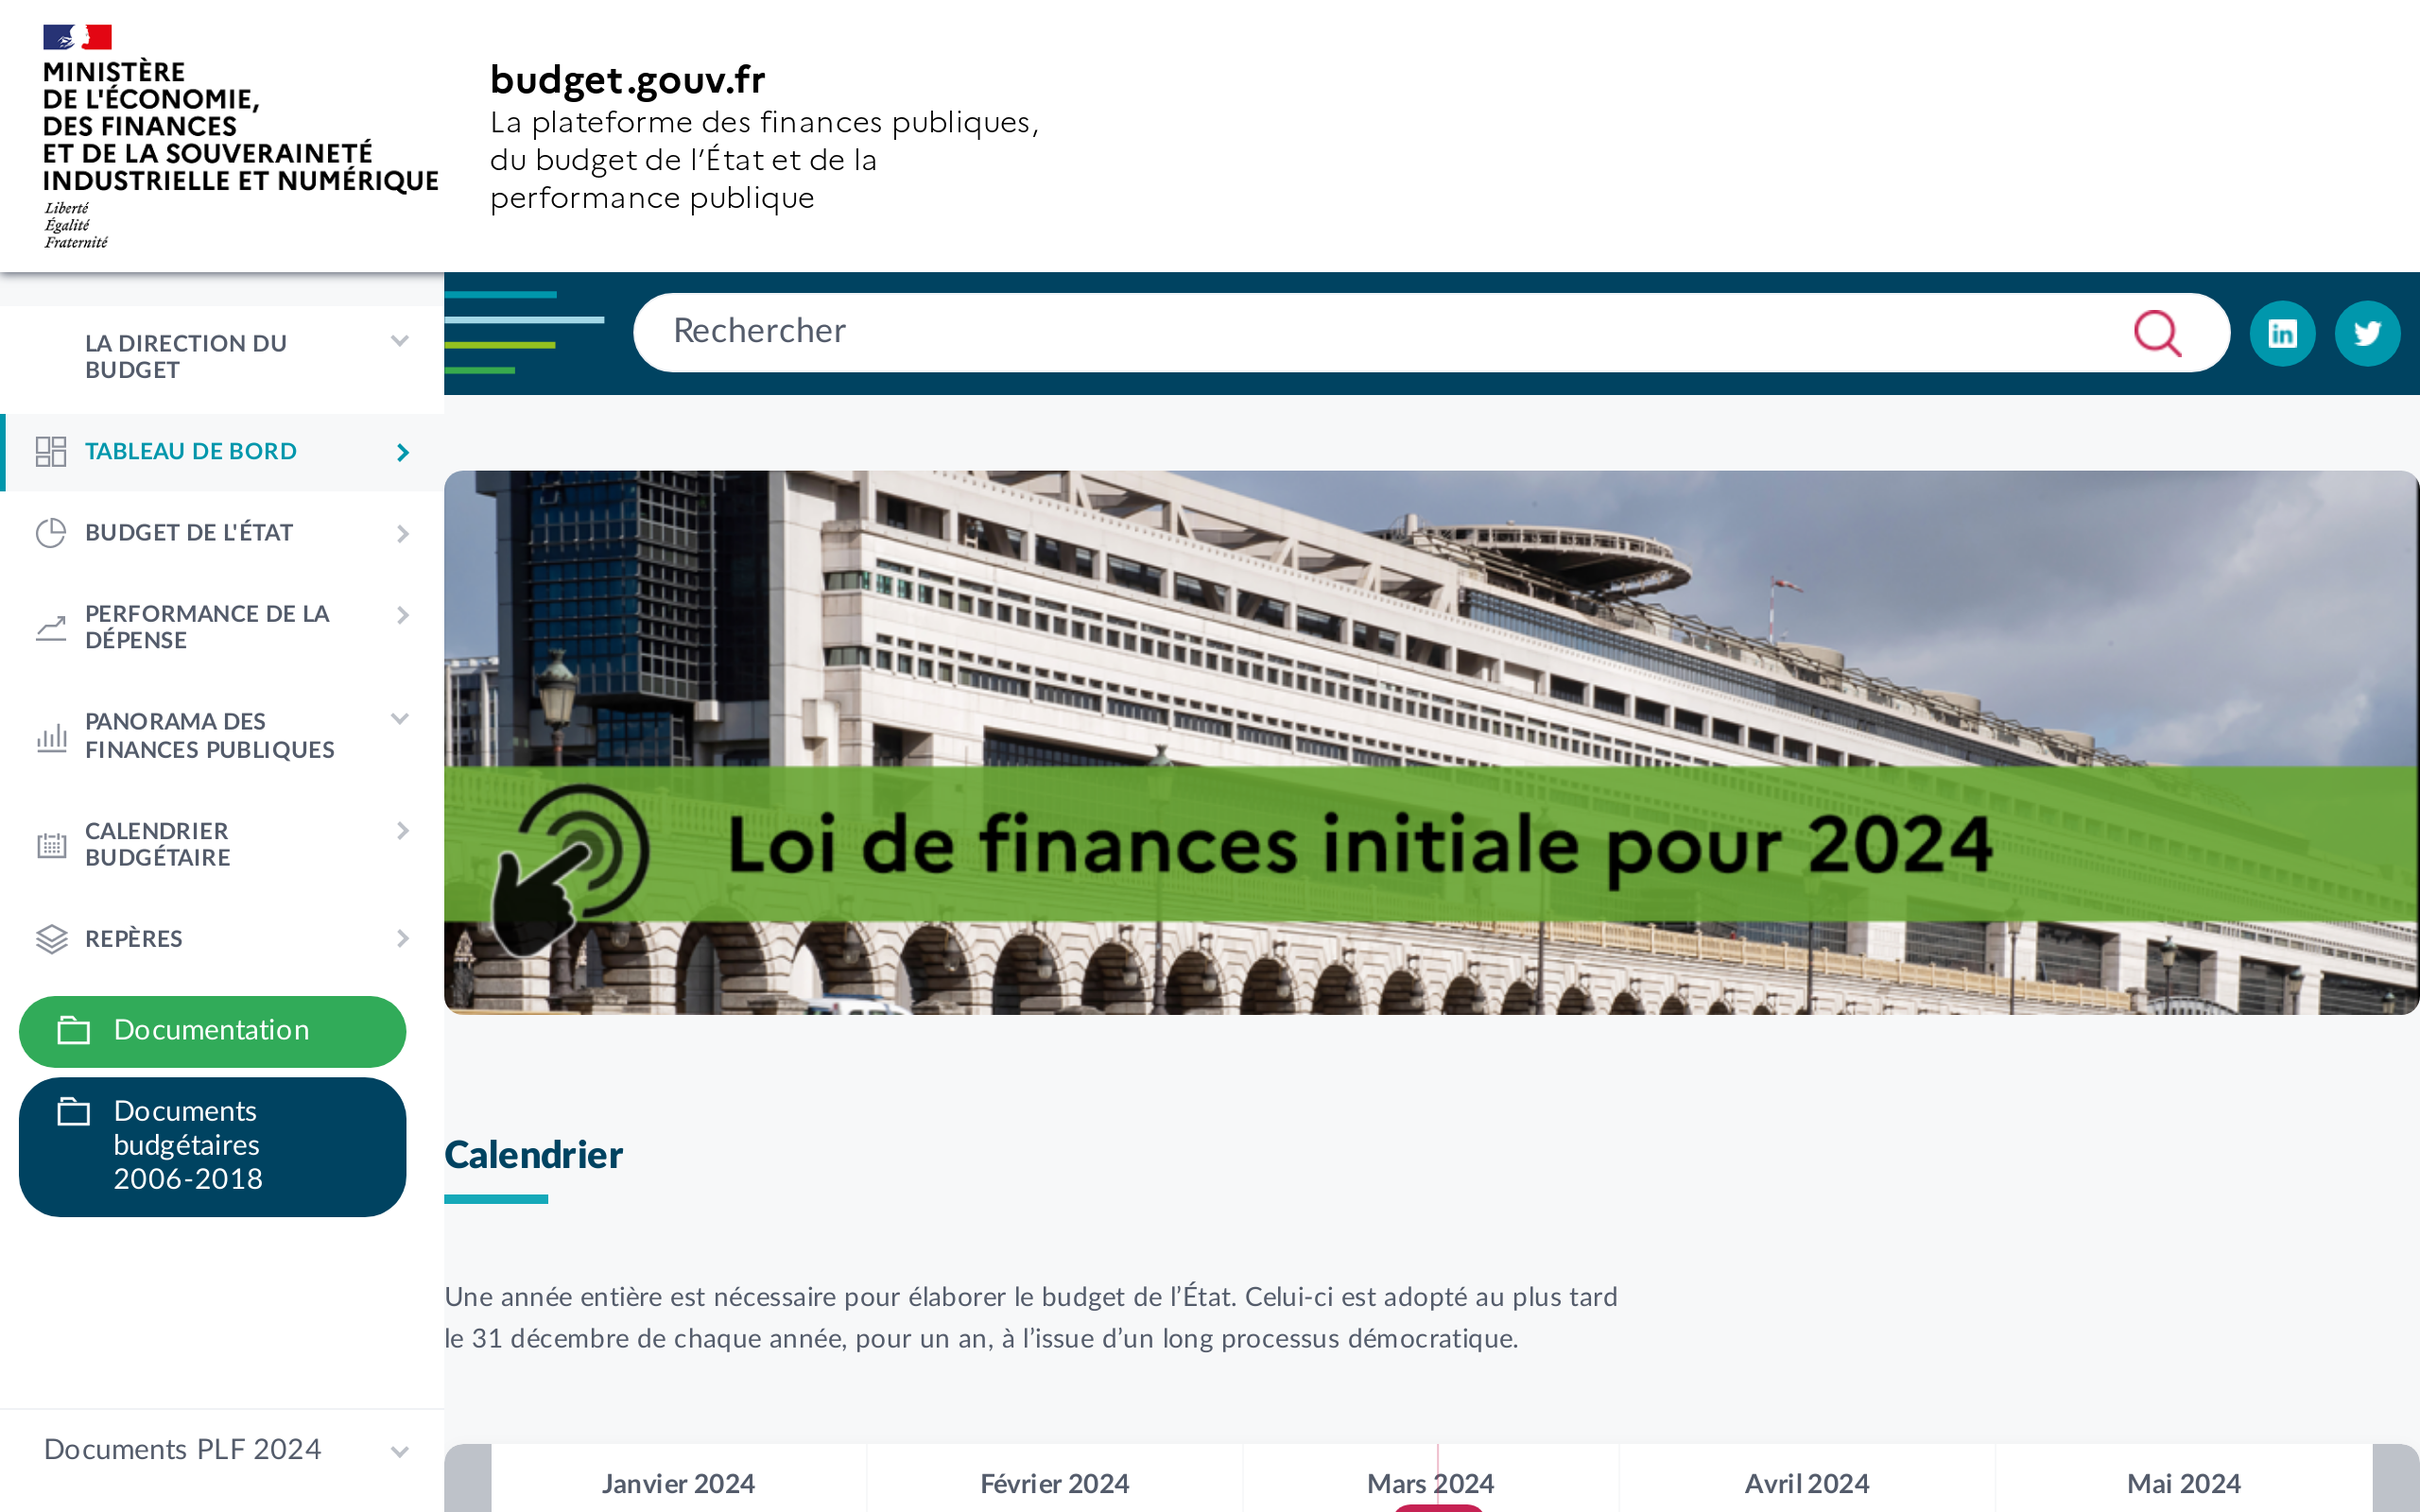 MINISTÈRE
DE L'ÉCONOMIE,
DES FINANCES
ET DE LA SOUVERAINETÉ
INDUSTRIELLE ET NUMÉRIQUE
Liberté
Égalité
Fraternité
budget.gouv.fr
La plateforme des finances publiques,
du budget de l’État et de la
performance publique
Rechercher
LA DIRECTION DU
BUDGET
TABLEAU DE BORD
BUDGET DE L'ÉTAT
PERFORMANCE DE LA
DÉPENSE
PANORAMA DES
FINANCES PUBLIQUES
CALENDRIER
BUDGÉTAIRE
REPÈRES
Documentation
Documents
budgétaires
2006-2018
Documents PLF 2024
Loi de finances initiale pour 2024
Calendrier
Une année entière est nécessaire pour élaborer le budget de l’État. Celui-ci est adopté au plus tard
le 31 décembre de chaque année, pour un an, à l’issue d’un long processus démocratique.
Janvier 2024
Février 2024
Mars 2024
Avril 2024
Mai 2024